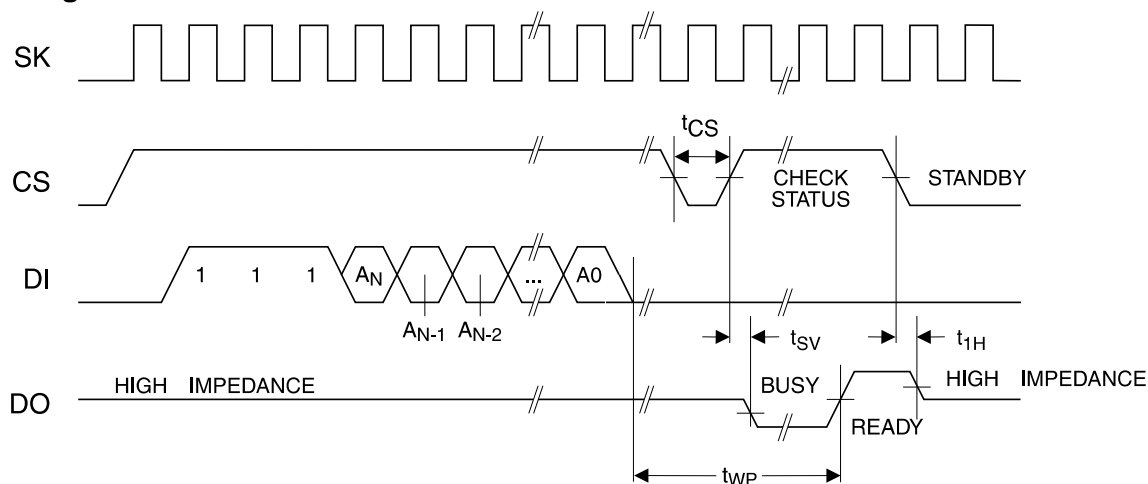 SK
tCS
CS
CHECK
STATUS
STANDBY
DI
1 1 1 AN ... A0
AN-1 AN-2
tSV
t1H
HIGH IMPEDANCE
BUSY
HIGH IMPEDANCE
DO
READY
tWP